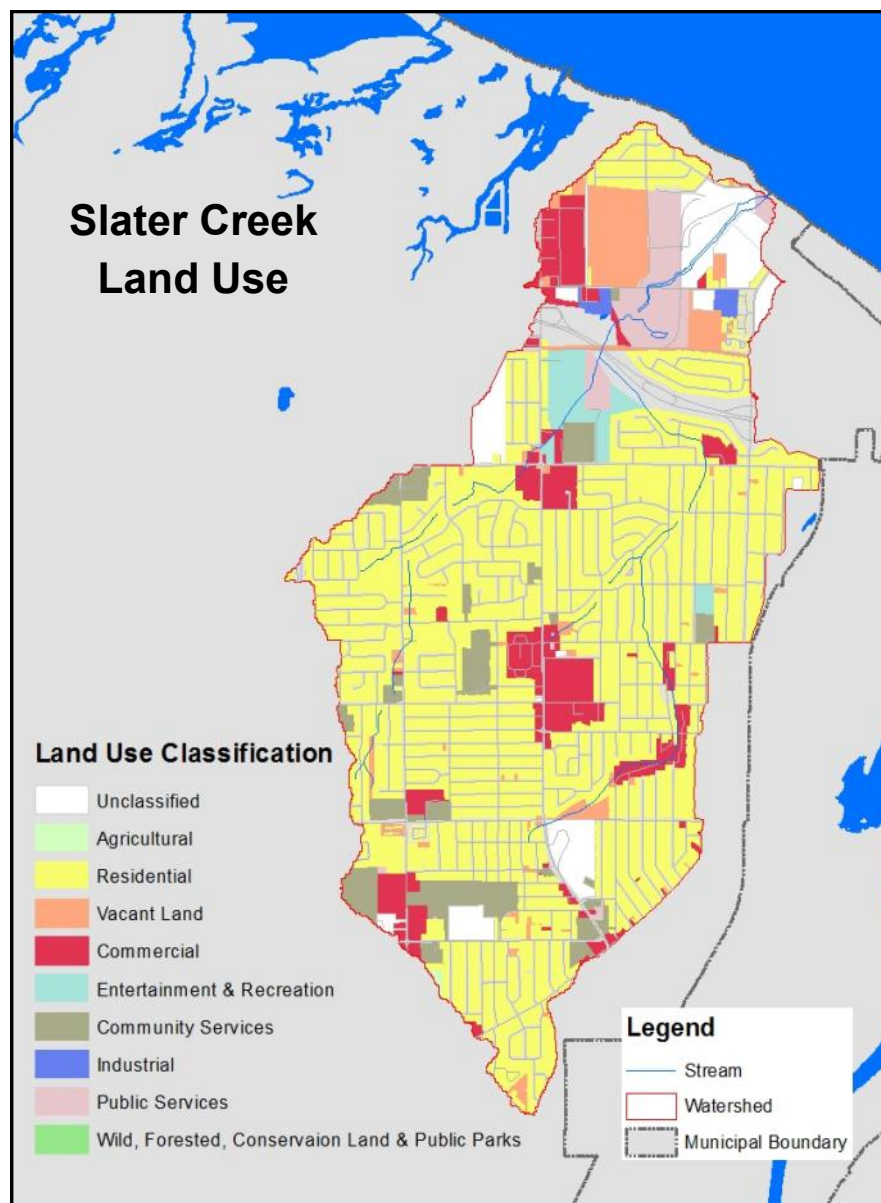 Slater Creek
Land Use
Land Use Classification
Unclassified
Agricultural
Residential
Vacant Land
Commercial
Entertainment & Recreation
Community Services
Industrial
Public Services
Wild, Forested, Conservaion Land & Public Parks
Legend
Stream
Watershed
Municipal Boundary